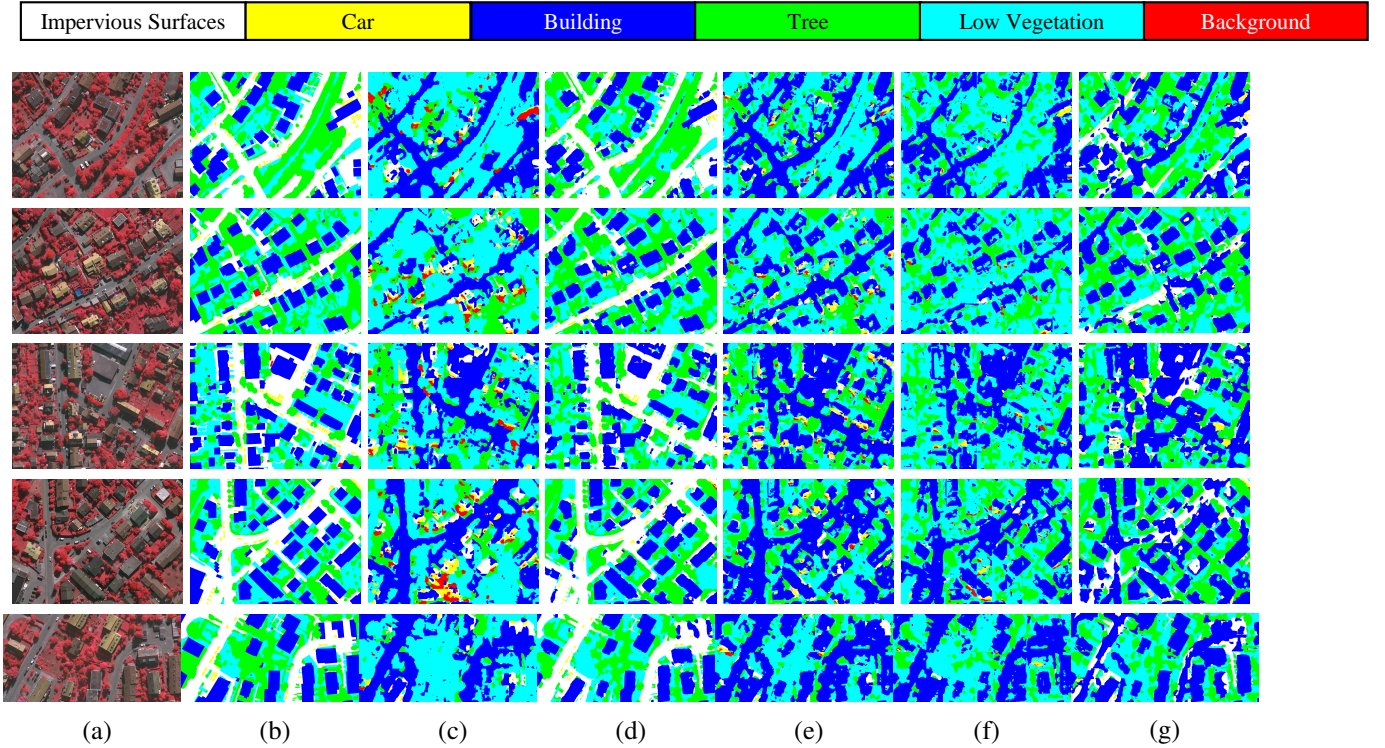 Impervious Surfaces Car Building Tree Low Vegetation Background
(a) (b) (c) (d) (e) (f) (g)